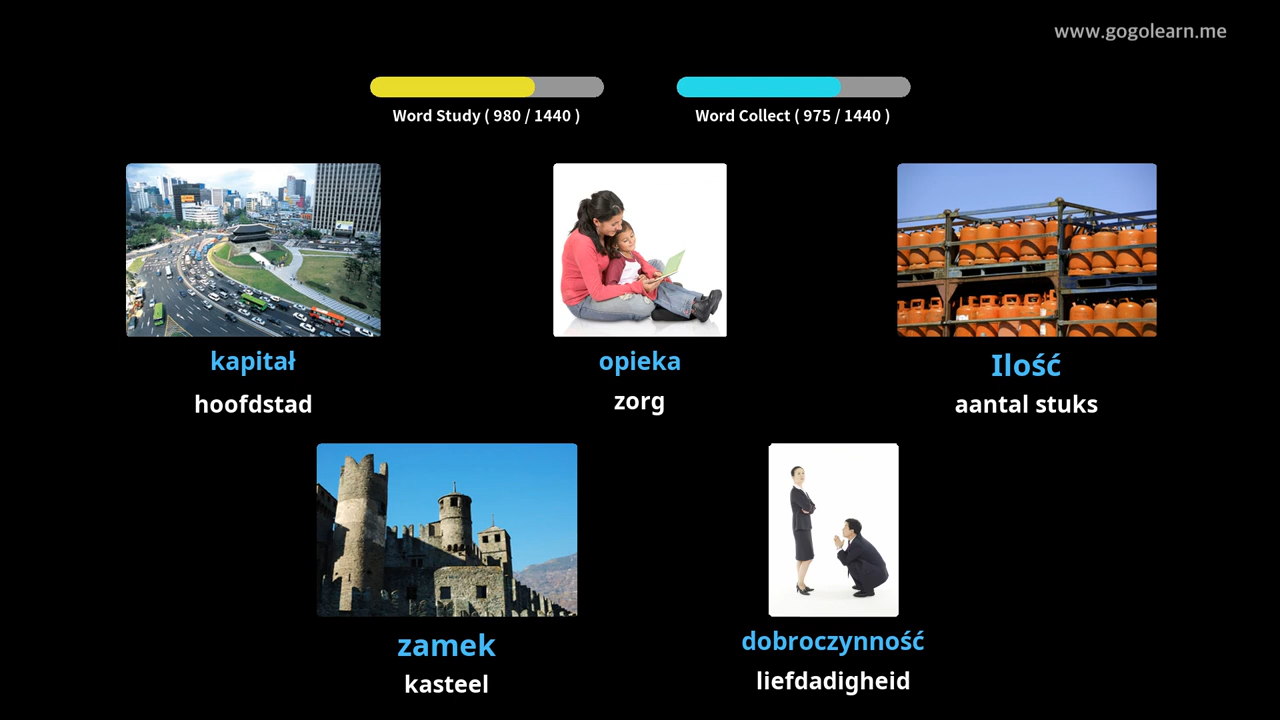 www.gogolearn.me
Word Study ( 980 / 1440 )
Word Collect ( 975 / 1440 )
kapitał
hoofdstad
opieka
zorg
Ilość
aantal stuks
zamek
kasteel
dobroczynność
liefdadigheid